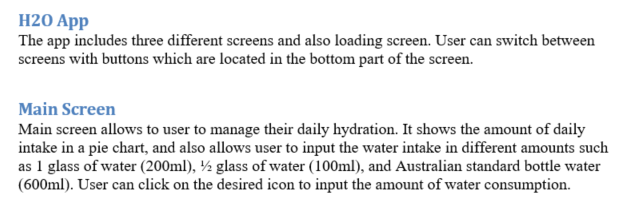 H2O App
The app includes three different screens and also loading screen. User can switch between
screens with buttons which are located in the bottom part of the screen.
Main Screen
Main screen allows to user to manage their daily hydration. It shows the amount of daily
intake in a pie chart, and also allows user to input the water intake in different amounts such
as 1 glass of water (200ml), ½ glass of water (100ml), and Australian standard bottle water
(600ml). User can click on the desired icon to input the amount of water consumption.